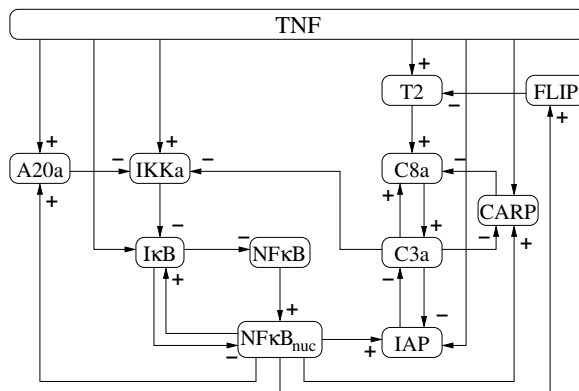 TNF
+
T2
−
FLIP
+
+
+
+
A20a
−
IKKa
−
C8a
−
+
−
+
CARP
IκB
−
NFκB
+
C3a
−
+
+
−
−
+
NFκBnuc
−
+
IAP